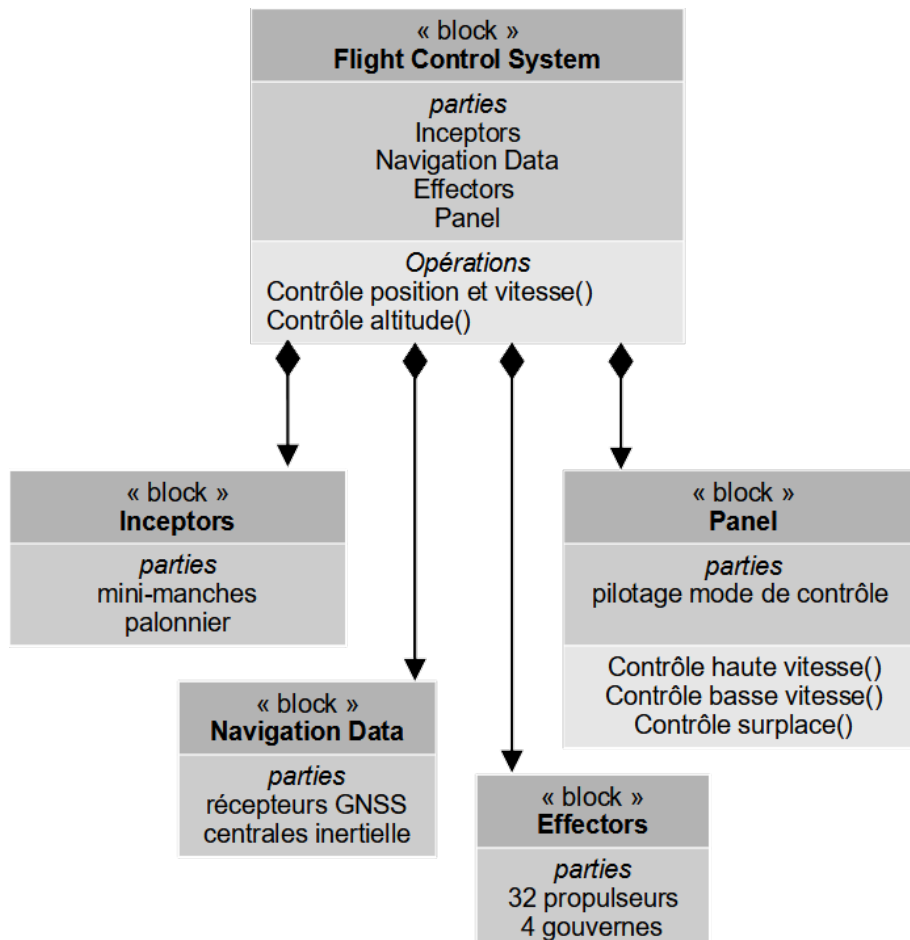 « block »
Flight Control System
parties
Inceptors
Navigation Data
Effectors
Panel
Opérations
Contrôle position et vitesse()
Contrôle altitude()
« block »
Inceptors
parties
mini-manches
palonnier
« block »
Panel
parties
pilotage mode de contrôle
Contrôle haute vitesse()
Contrôle basse vitesse()
Contrôle surplace()
« block »
Navigation Data
parties
récepteurs GNSS
centrales inertielle
« block »
Effectors
parties
32 propulseurs
4 gouvernes